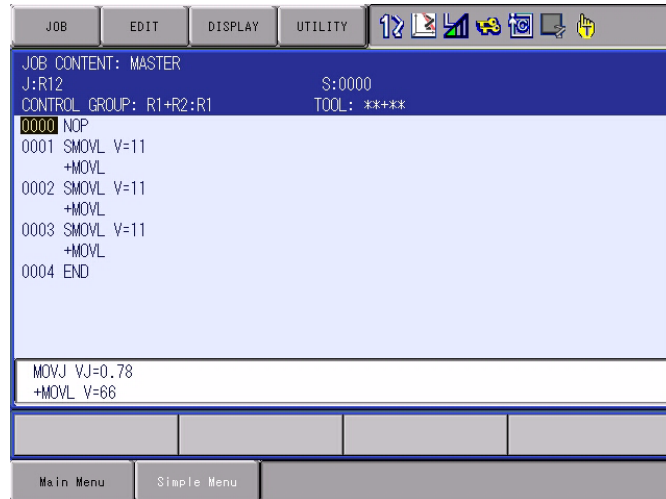 JOB EDIT DISPLAY UTILITY
JOB CONTENT: MASTER
J:R12 S:0000
CONTROL GROUP: R1+R2:R1 TOOL: **+**
0000 NOP
0001 SMOVL V=11
+MOVL
0002 SMOVL V=11
+MOVL
0003 SMOVL V=11
+MOVL
0004 END
MOVJ VJ=0.78
+MOVL V=66
Main Menu Simple Menu